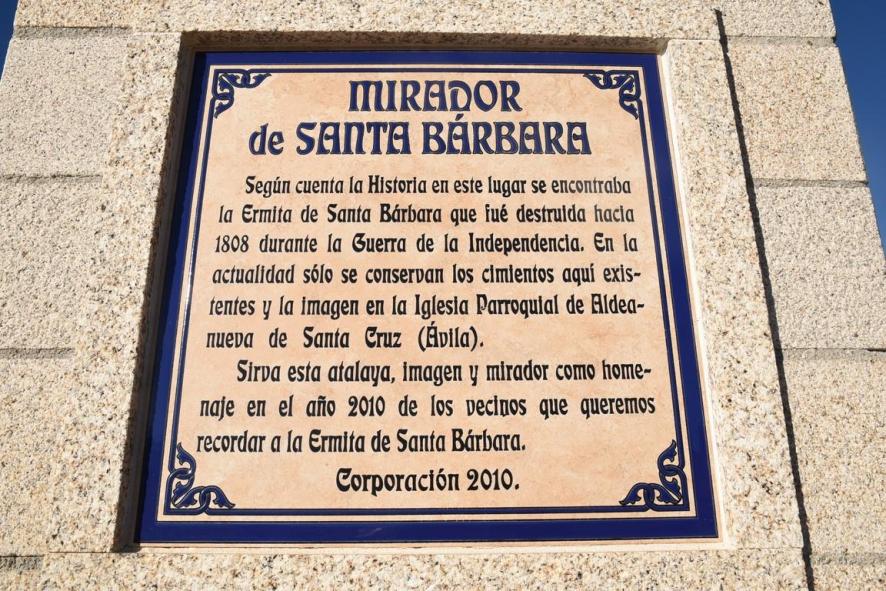 MIRADOR
de SANTA BÁRBARA
Según cuenta la Historia en este lugar se encontraba
la Ermita de Santa Bárbara que fué destruida hacia
1808 durante la Guerra de la Independencia. En la
actualidad sólo se conservan los cimientos aquí exis-
tentes y la imagen en la Iglesia Parroquial de Aldea-
nueva de Santa Cruz (Ávila).
Sirva esta atalaya, imagen y mirador como home-
naje en el año 2010 de los vecinos que queremos
recordar a la Ermita de Santa Bárbara.
Corporación 2010.